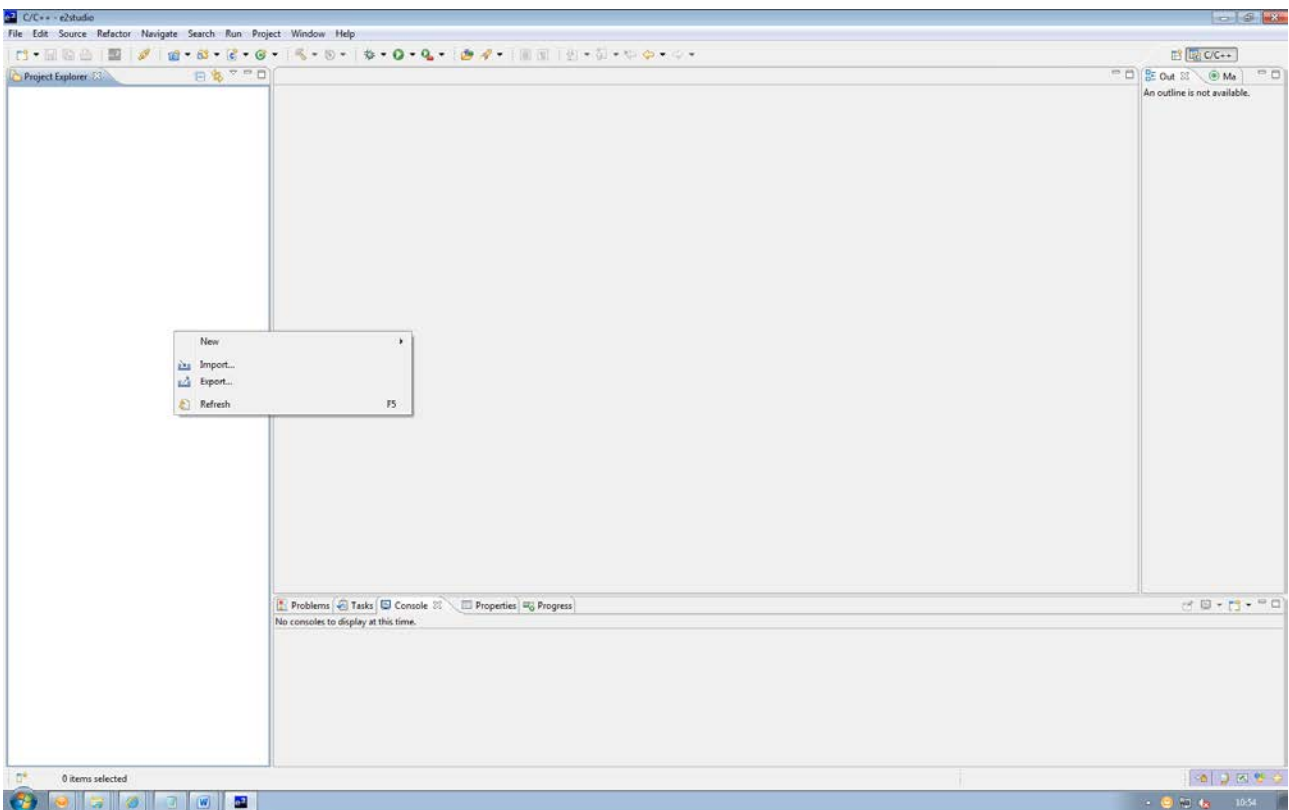 C/C++ - e2studio
File Edit Source Refactor Navigate Search Run Project Window Help
C/C++
Project Explorer
Out Ma
An outline is not available.
New
Import...
Export...
Refresh F5
Problems Tasks Console Properties Progress
No consoles to display at this time.
0 items selected
10:54